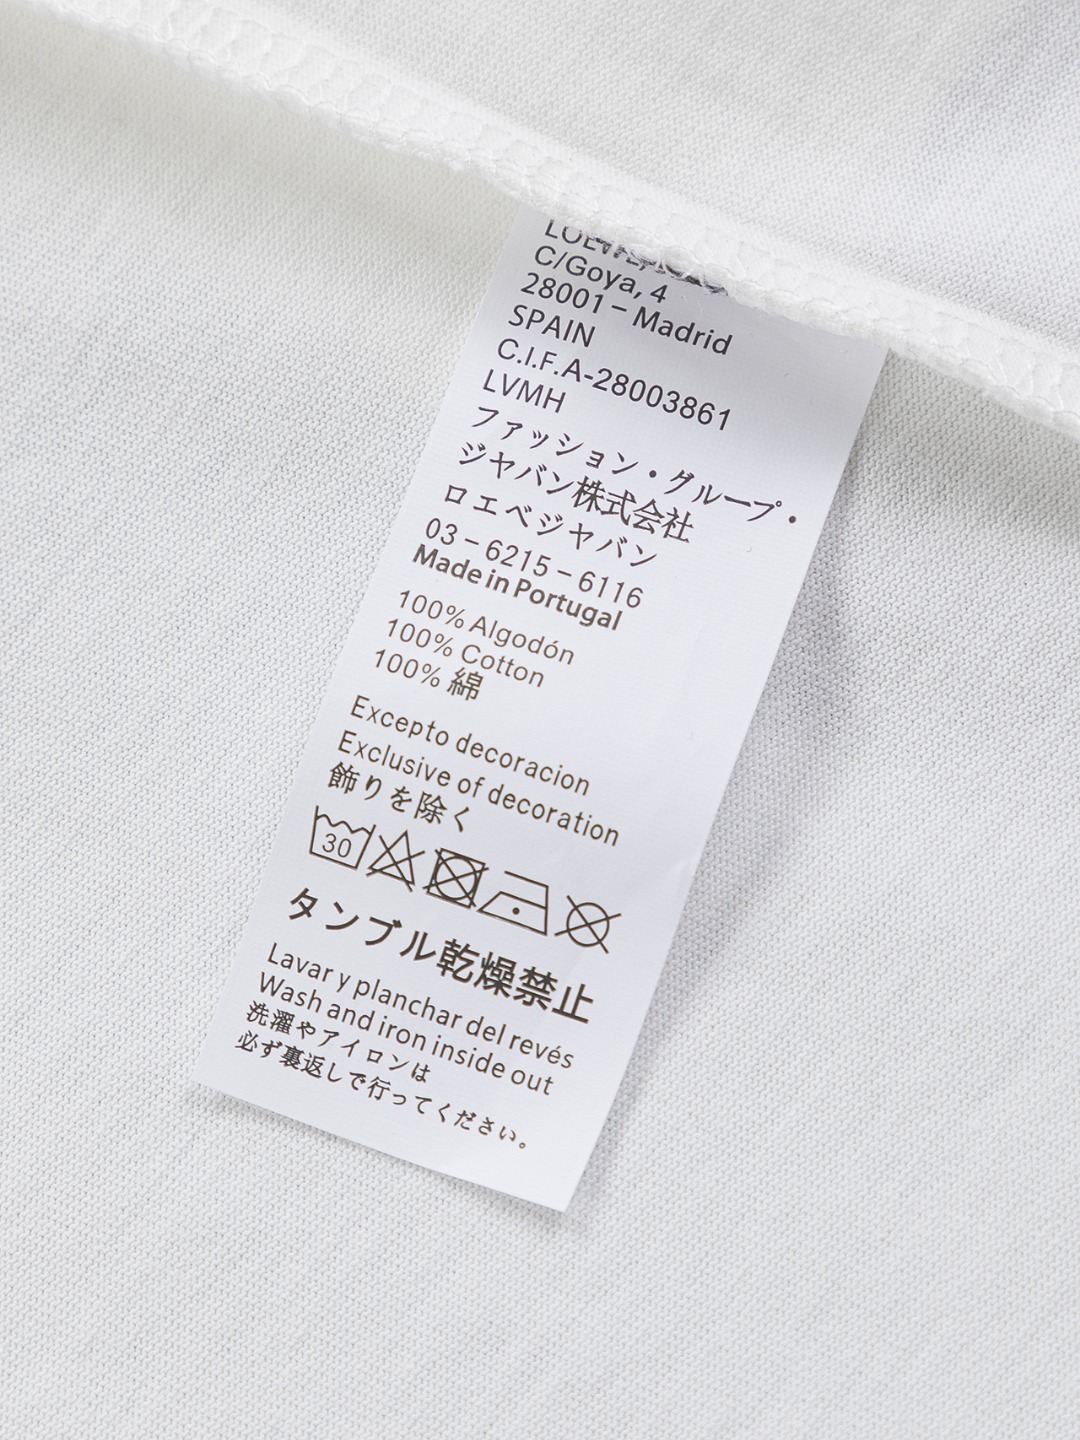 C/Goya, 4
28001 – Madrid
SPAIN
C.I.F.A-28003861
LVMH
ファッション・グループ・
ジャバン株式会社
ロエベジャバン
03 – 6215 – 6116
Made in Portugal
100% Algodón
100% Cotton
100% 綿
Excepto decoracion
Exclusive of decoration
飾りを除く
30
タンブル乾燥禁止
Lavar y planchar del revés
Wash and iron inside out
洗濯やアイロンは
必ず裏返しで行ってください。